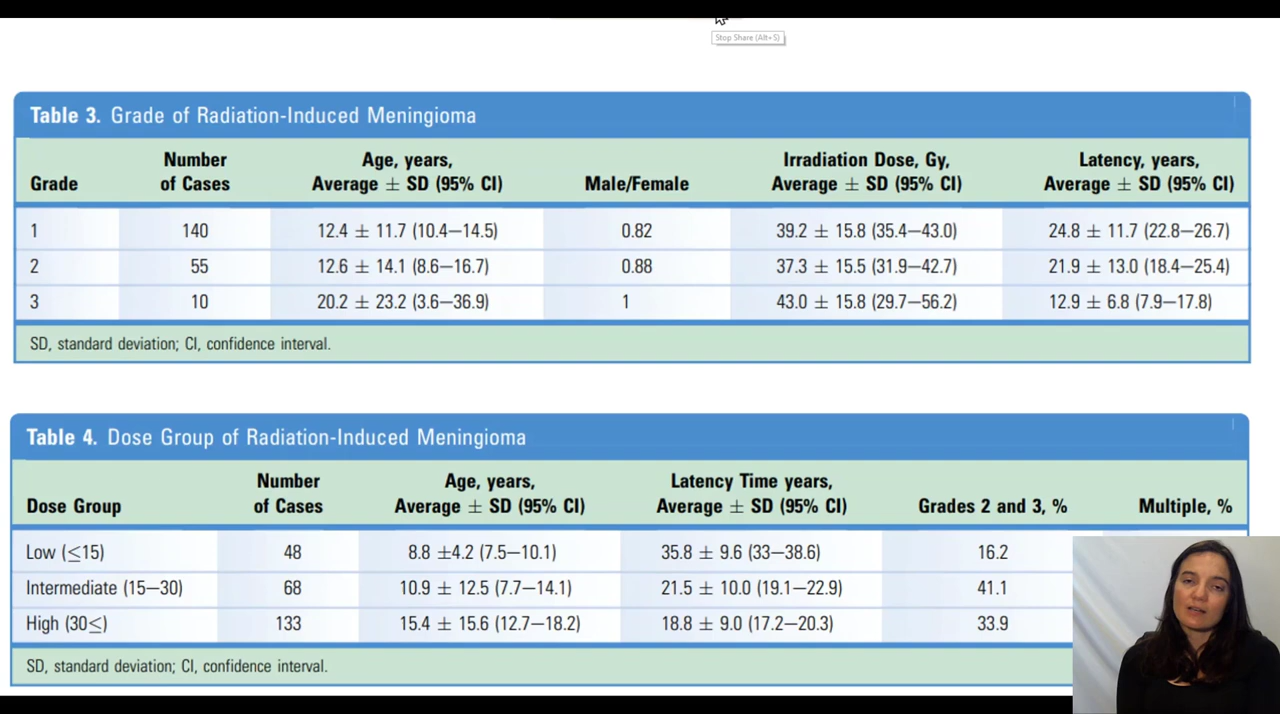 Stop Share (Alt+S)
Table 3. Grade of Radiation-Induced Meningioma
Grade Number of Cases Age, years, Average ± SD (95% CI) Male/Female Irradiation Dose, Gy, Average ± SD (95% CI) Latency, years, Average ± SD (95% CI)
1 140 12.4 ± 11.7 (10.4–14.5) 0.82 39.2 ± 15.8 (35.4–43.0) 24.8 ± 11.7 (22.8–26.7)
2 55 12.6 ± 14.1 (8.6–16.7) 0.88 37.3 ± 15.5 (31.9–42.7) 21.9 ± 13.0 (18.4–25.4)
3 10 20.2 ± 23.2 (3.6–36.9) 1 43.0 ± 15.8 (29.7–56.2) 12.9 ± 6.8 (7.9–17.8)
SD, standard deviation; CI, confidence interval.
Table 4. Dose Group of Radiation-Induced Meningioma
Dose Group Number of Cases Age, years, Average ± SD (95% CI) Latency Time years, Average ± SD (95% CI) Grades 2 and 3, % Multiple, %
Low (≤15) 48 8.8 ±4.2 (7.5–10.1) 35.8 ± 9.6 (33–38.6) 16.2
Intermediate (15–30) 68 10.9 ± 12.5 (7.7–14.1) 21.5 ± 10.0 (19.1–22.9) 41.1
High (30≤) 133 15.4 ± 15.6 (12.7–18.2) 18.8 ± 9.0 (17.2–20.3) 33.9
SD, standard deviation; CI, confidence interval.